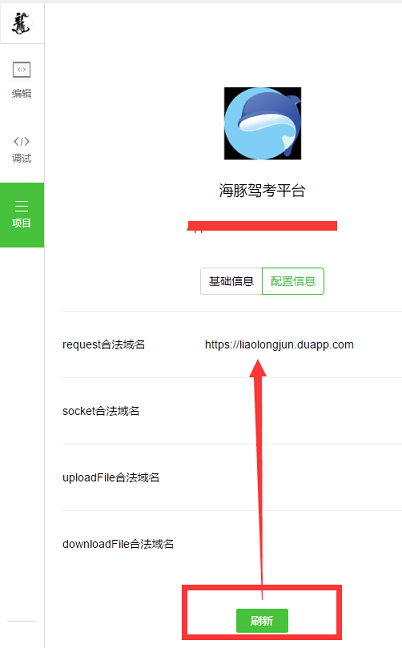 编辑
调试
项目
海豚驾考平台
基础信息 配置信息
request合法域名 https://liaolongjun.duapp.com
socket合法域名
uploadFile合法域名
downloadFile合法域名
刷新